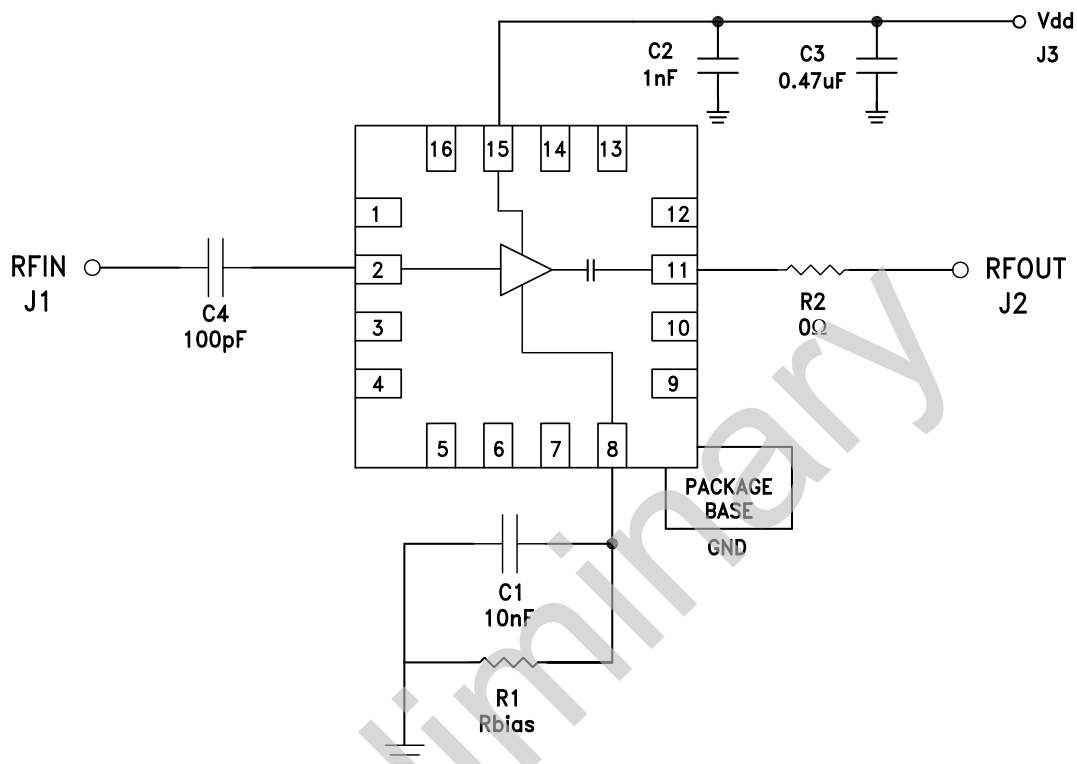 Vdd
J3
C2
1nF
C3
0.47uF
16
15
14
13
1
12
RFIN
J1
2
11
RFOUT
J2
C4
100pF
R2
0Ω
3
10
4
9
5
6
7
8
PACKAGE
BASE
GND
C1
10nF
R1
Rbias
liminary